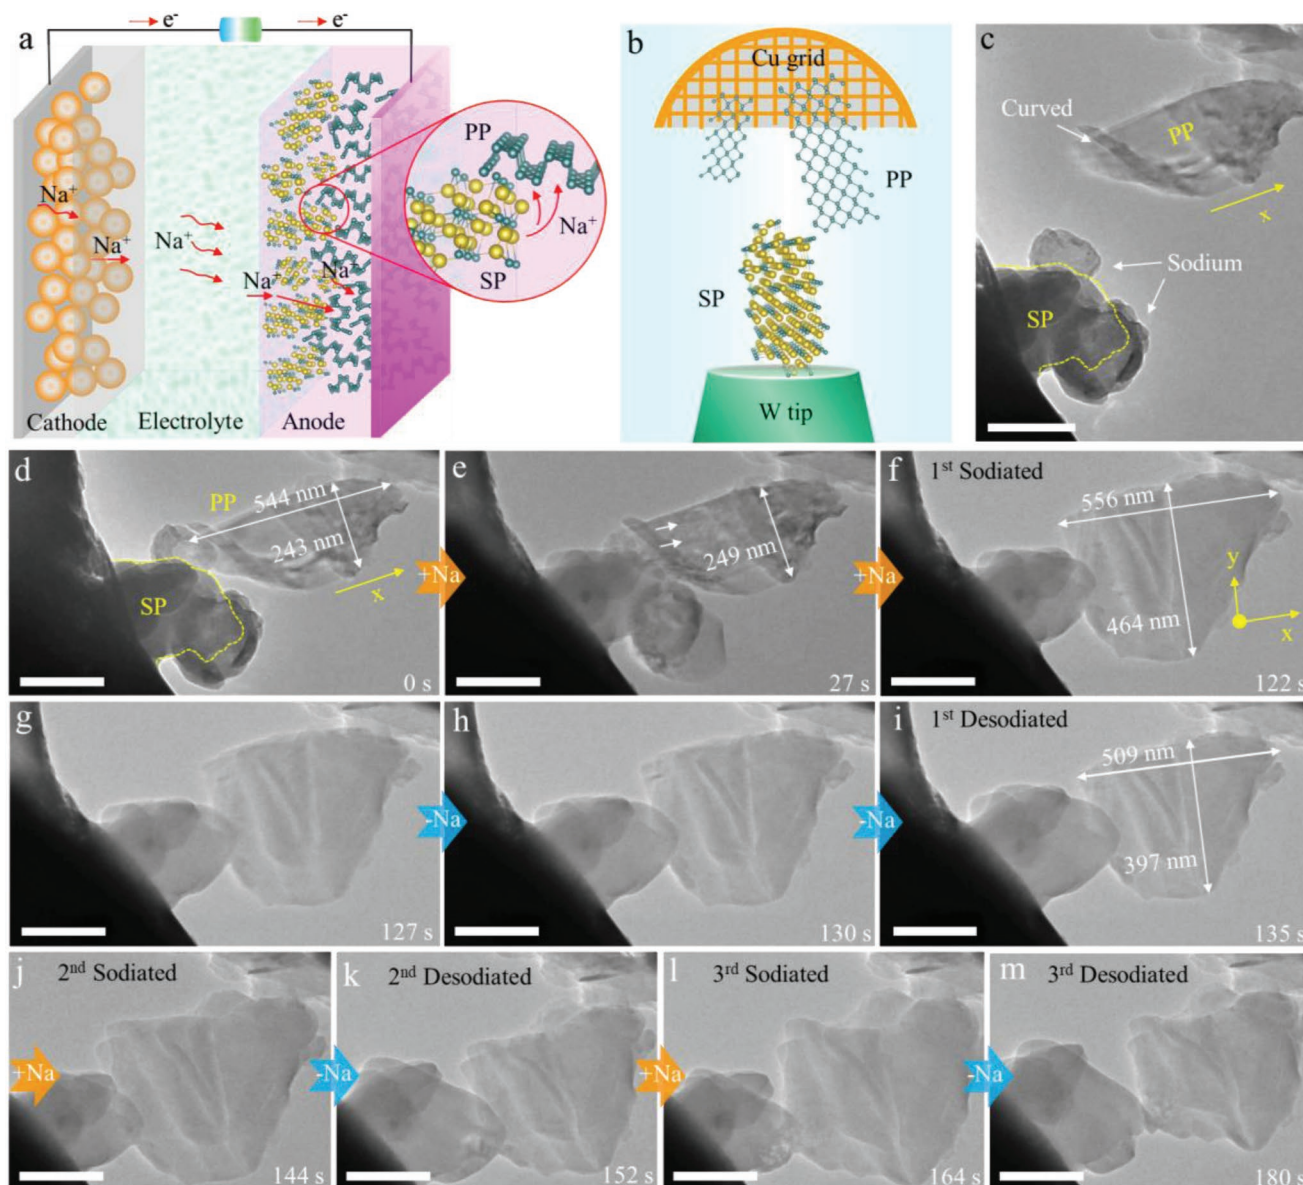 a
e⁻
e⁻
Na⁺
Na⁺
Na⁺
Na⁺
Na⁺
PP
Na⁺
SP
Cathode
Electrolyte
Anode
b
Cu grid
PP
SP
W tip
c
Curved
PP
x
Sodium
SP
d
PP
544 nm
243 nm
SP
x
0 s
+Na
e
249 nm
27 s
+Na
f
1st Sodiated
556 nm
464 nm
y
x
122 s
g
127 s
-Na
h
130 s
-Na
i
1st Desodiated
509 nm
397 nm
135 s
+Na
j
2nd Sodiated
144 s
-Na
k
2nd Desodiated
152 s
+Na
l
3rd Sodiated
164 s
-Na
m
3rd Desodiated
180 s